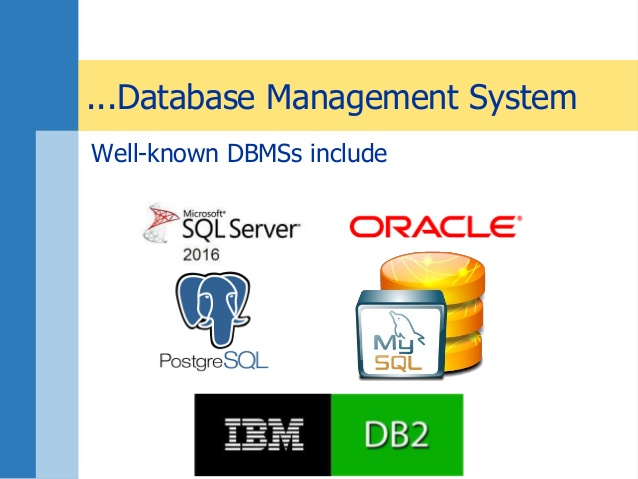 ...Database Management System
Well-known DBMSs include
Microsoft®
SQL Server®
2016
ORACLE®
PostgreSQL
My
SQL
IBM DB2